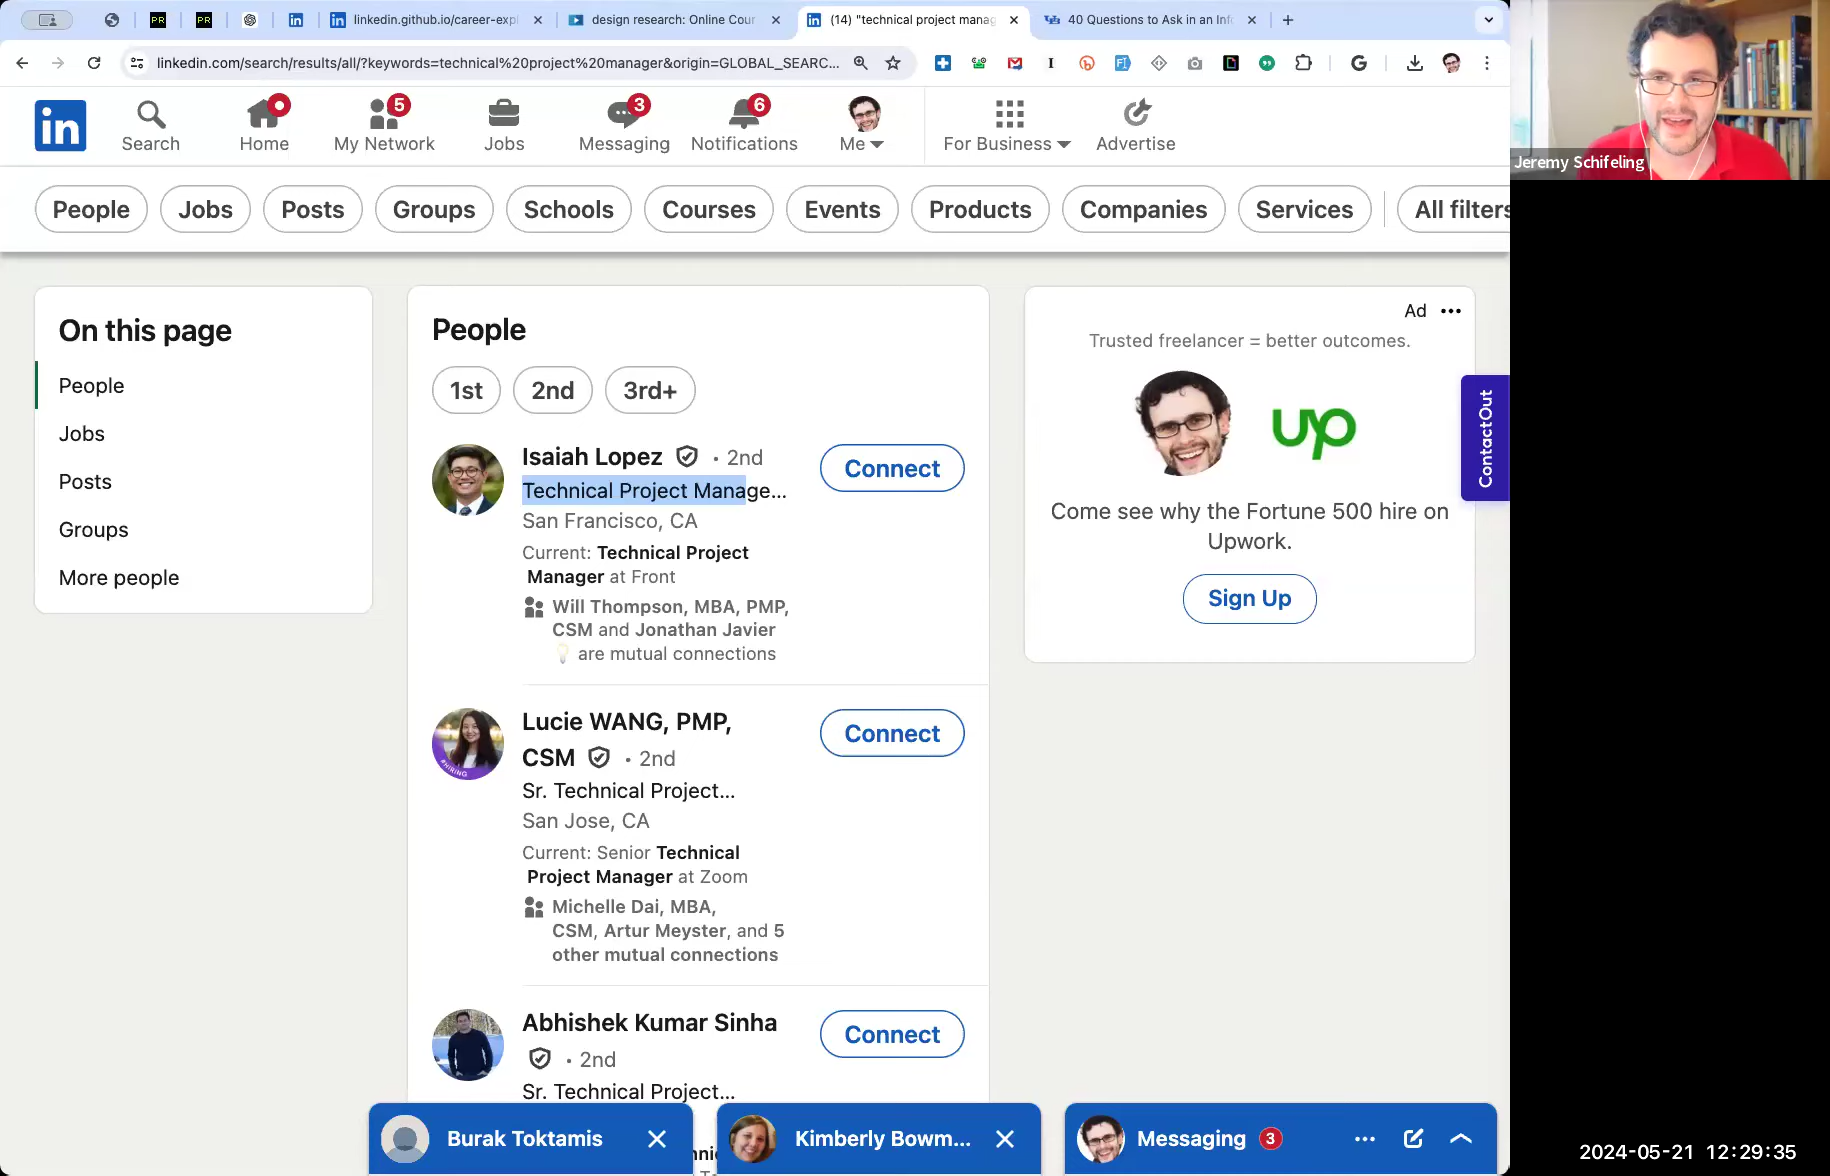 linkedin.github.io/career-expl
design research: Online Cour
(14) "technical project manag
40 Questions to Ask in an Info
linkedin.com/search/results/all/?keywords=technical%20project%20manager&origin=GLOBAL_SEARC...
in
Search
Home
My Network
5
Jobs
Messaging
3
Notifications
6
Me
For Business
Advertise
Jeremy Schifeling
People
Jobs
Posts
Groups
Schools
Courses
Events
Products
Companies
Services
All filters
On this page
People
Jobs
Posts
Groups
More people
People
1st
2nd
3rd+
Isaiah Lopez • 2nd
Technical Project Manage...
San Francisco, CA
Current: Technical Project
Manager at Front
Will Thompson, MBA, PMP,
CSM and Jonathan Javier
are mutual connections
Connect
Lucie WANG, PMP,
CSM • 2nd
Sr. Technical Project...
San Jose, CA
Current: Senior Technical
Project Manager at Zoom
Michelle Dai, MBA,
CSM, Artur Meyster, and 5
other mutual connections
Connect
#HIRING
Abhishek Kumar Sinha
• 2nd
Sr. Technical Project...
Connect
Ad
Trusted freelancer = better outcomes.
up
Come see why the Fortune 500 hire on
Upwork.
Sign Up
ContactOut
Burak Toktamis
Kimberly Bowm...
Messaging 3
2024-05-21 12:29:35